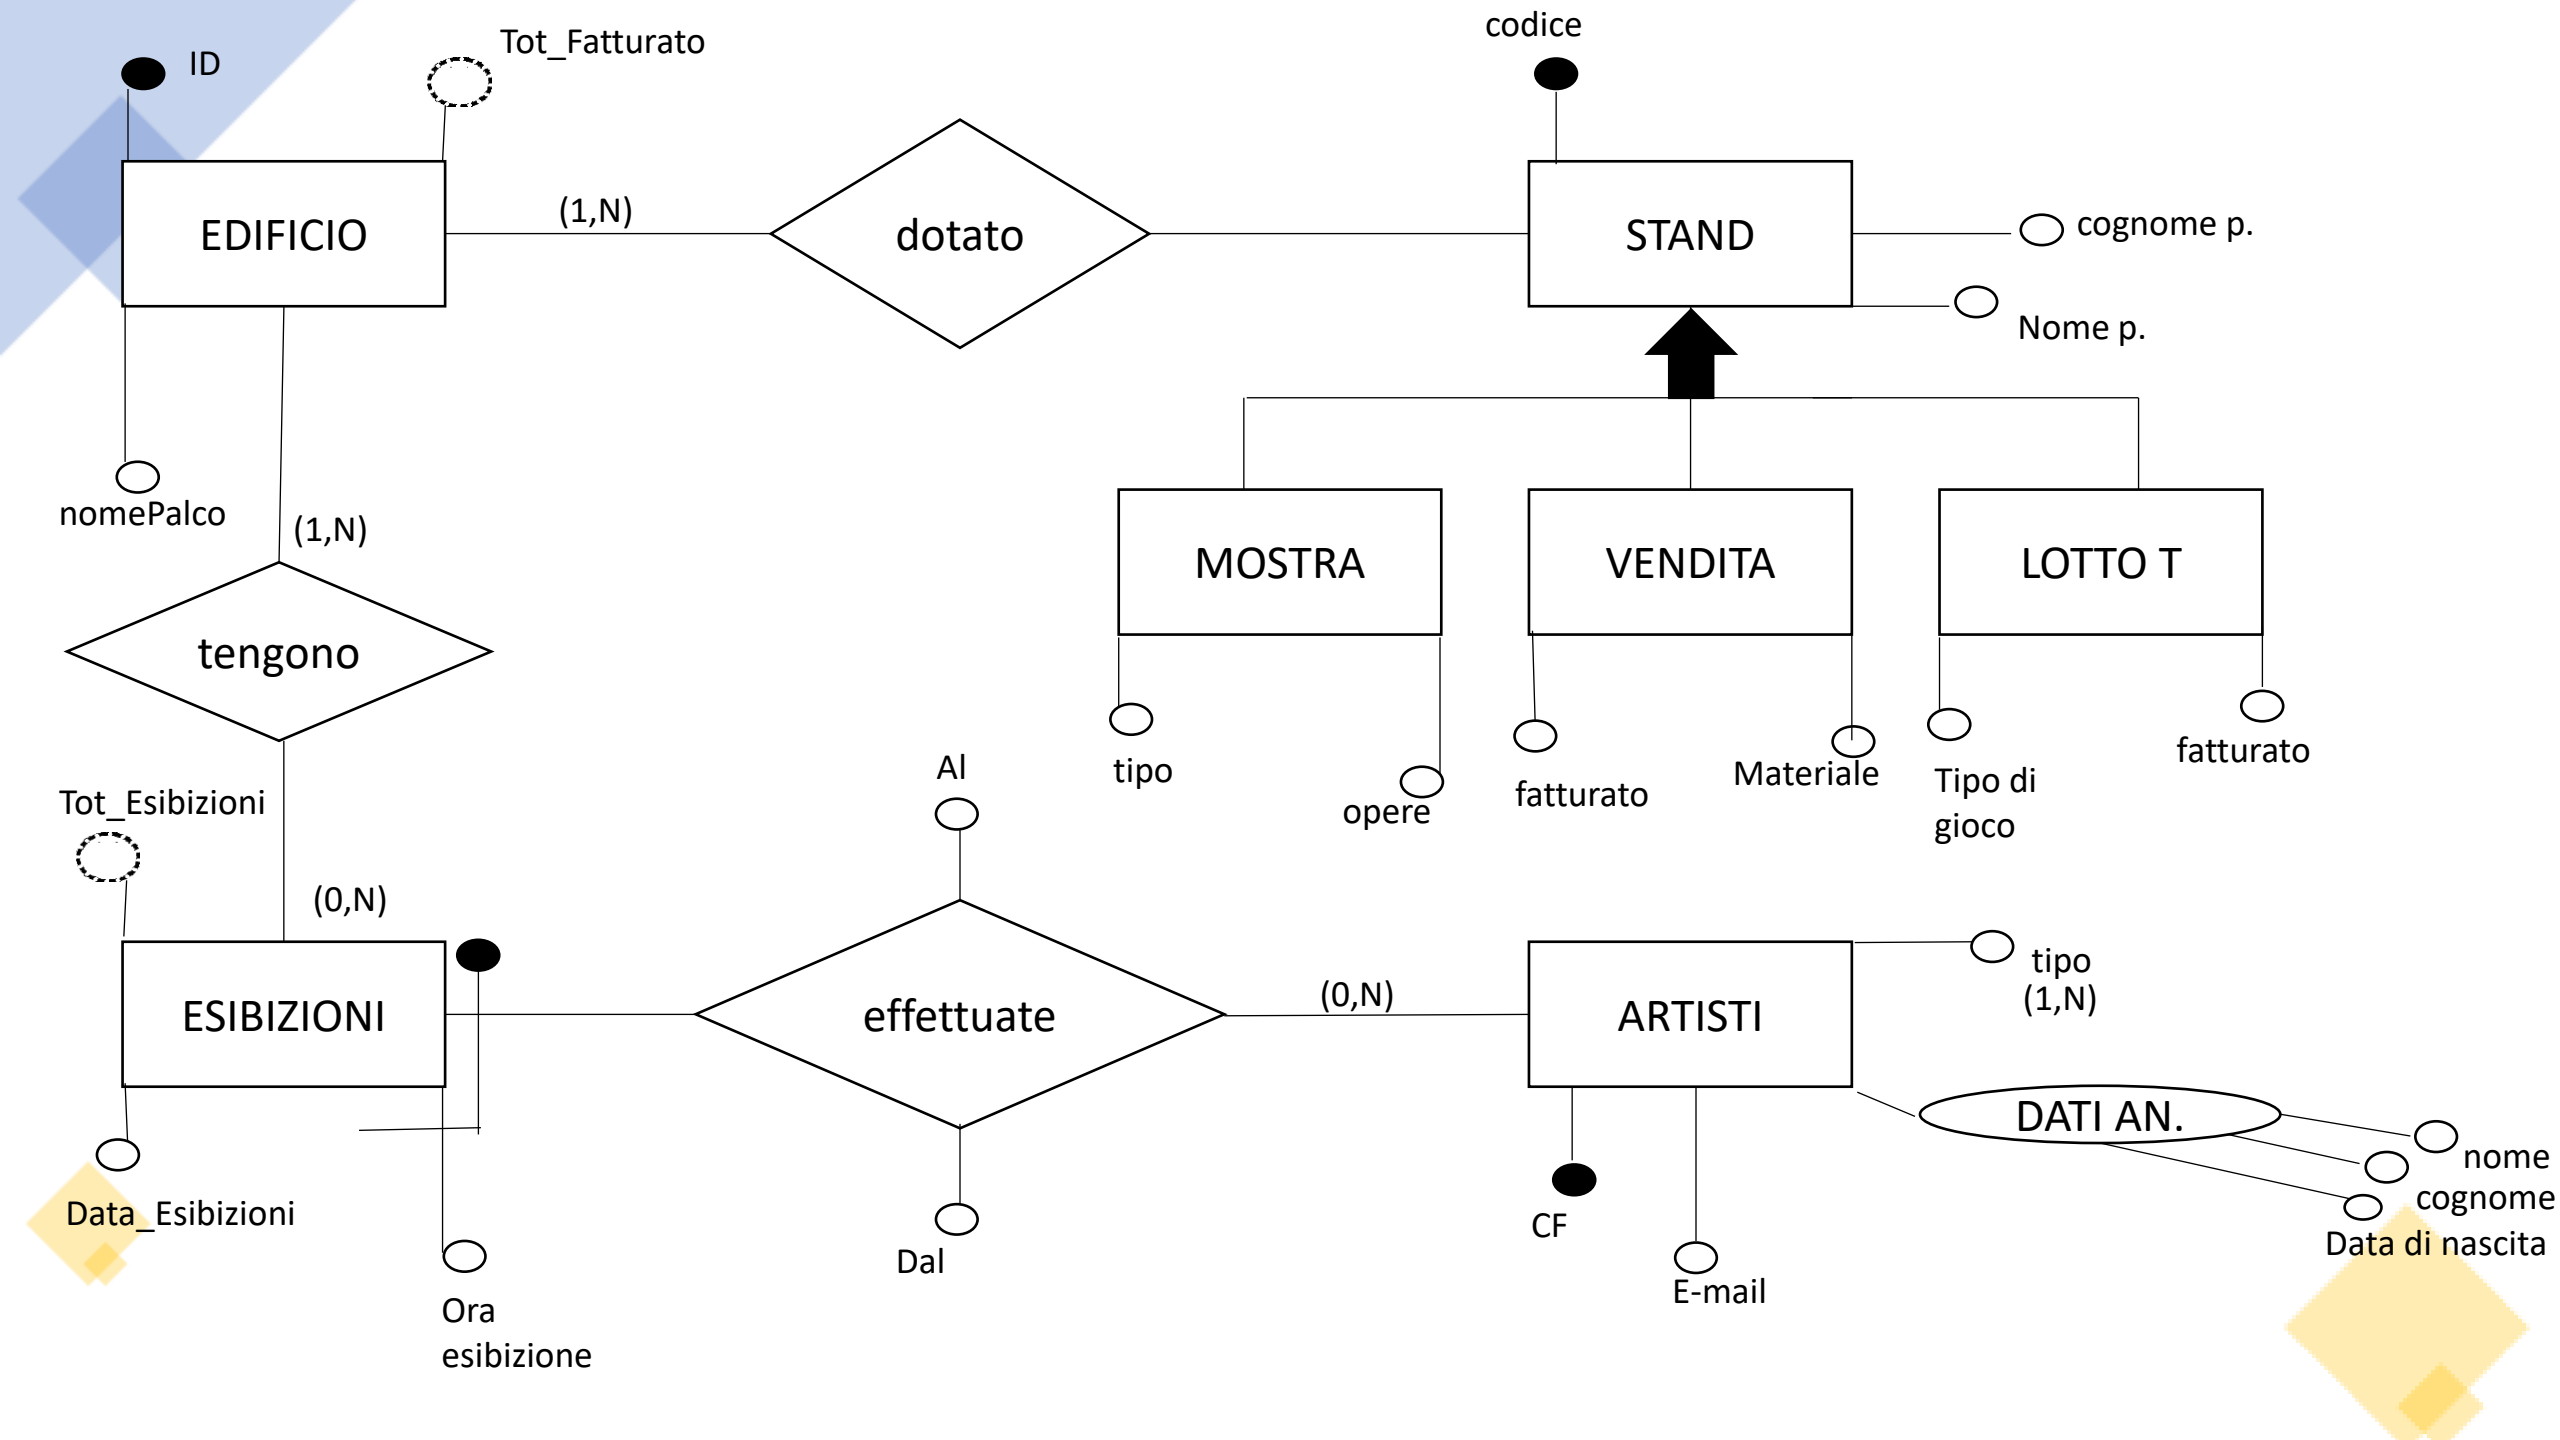 ID
Tot_Fatturato
codice
EDIFICIO
(1,N)
dotato
STAND
cognome p.
Nome p.
nomePalco
(1,N)
MOSTRA
VENDITA
LOTTO T
tengono
tipo
opere
fatturato
Materiale
Tipo di
gioco
fatturato
Tot_Esibizioni
Al
(0,N)
ESIBIZIONI
effettuate
(0,N)
ARTISTI
tipo
(1,N)
DATI AN.
nome
cognome
Data di nascita
Data_Esibizioni
Ora
esibizione
Dal
CF
E-mail